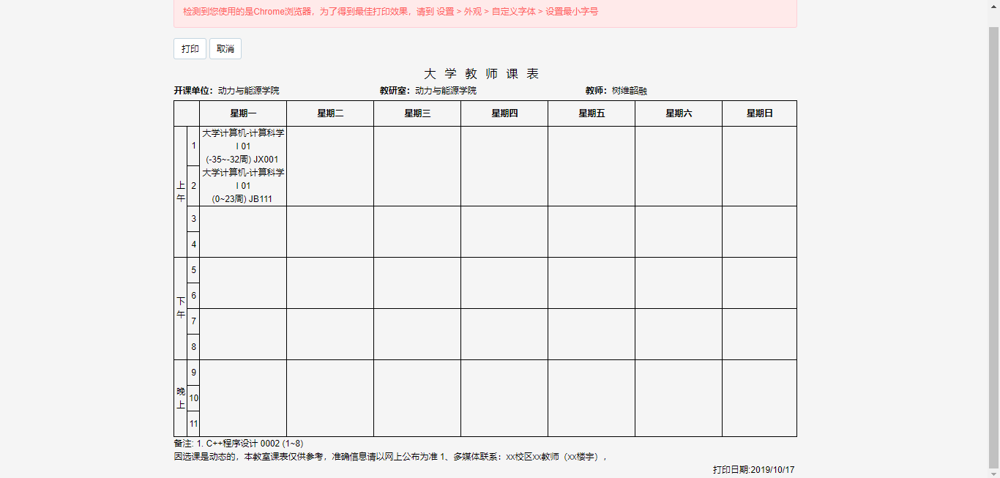 检测到您使用的是Chrome浏览器，为了得到最佳打印效果，请到 设置 > 外观 > 自定义字体 > 设置最小字号
打印 取消
大 学 教 师 课 表
开课单位：动力与能源学院 教研室：动力与能源学院 教师：树维韶融
星期一 星期二 星期三 星期四 星期五 星期六 星期日
上午
1
2
大学计算机-计算科学
I 01
(-35~-32周) JX001
大学计算机-计算科学
I 01
(0~23周) JB111
3
4
下午
5
6
7
8
晚上
9
10
11
备注: 1. C++程序设计 0002 (1~8)
因选课是动态的，本教室课表仅供参考，准确信息请以网上公布为准 1、多媒体联系：xx校区xx教师（xx楼宇），
打印日期:2019/10/17